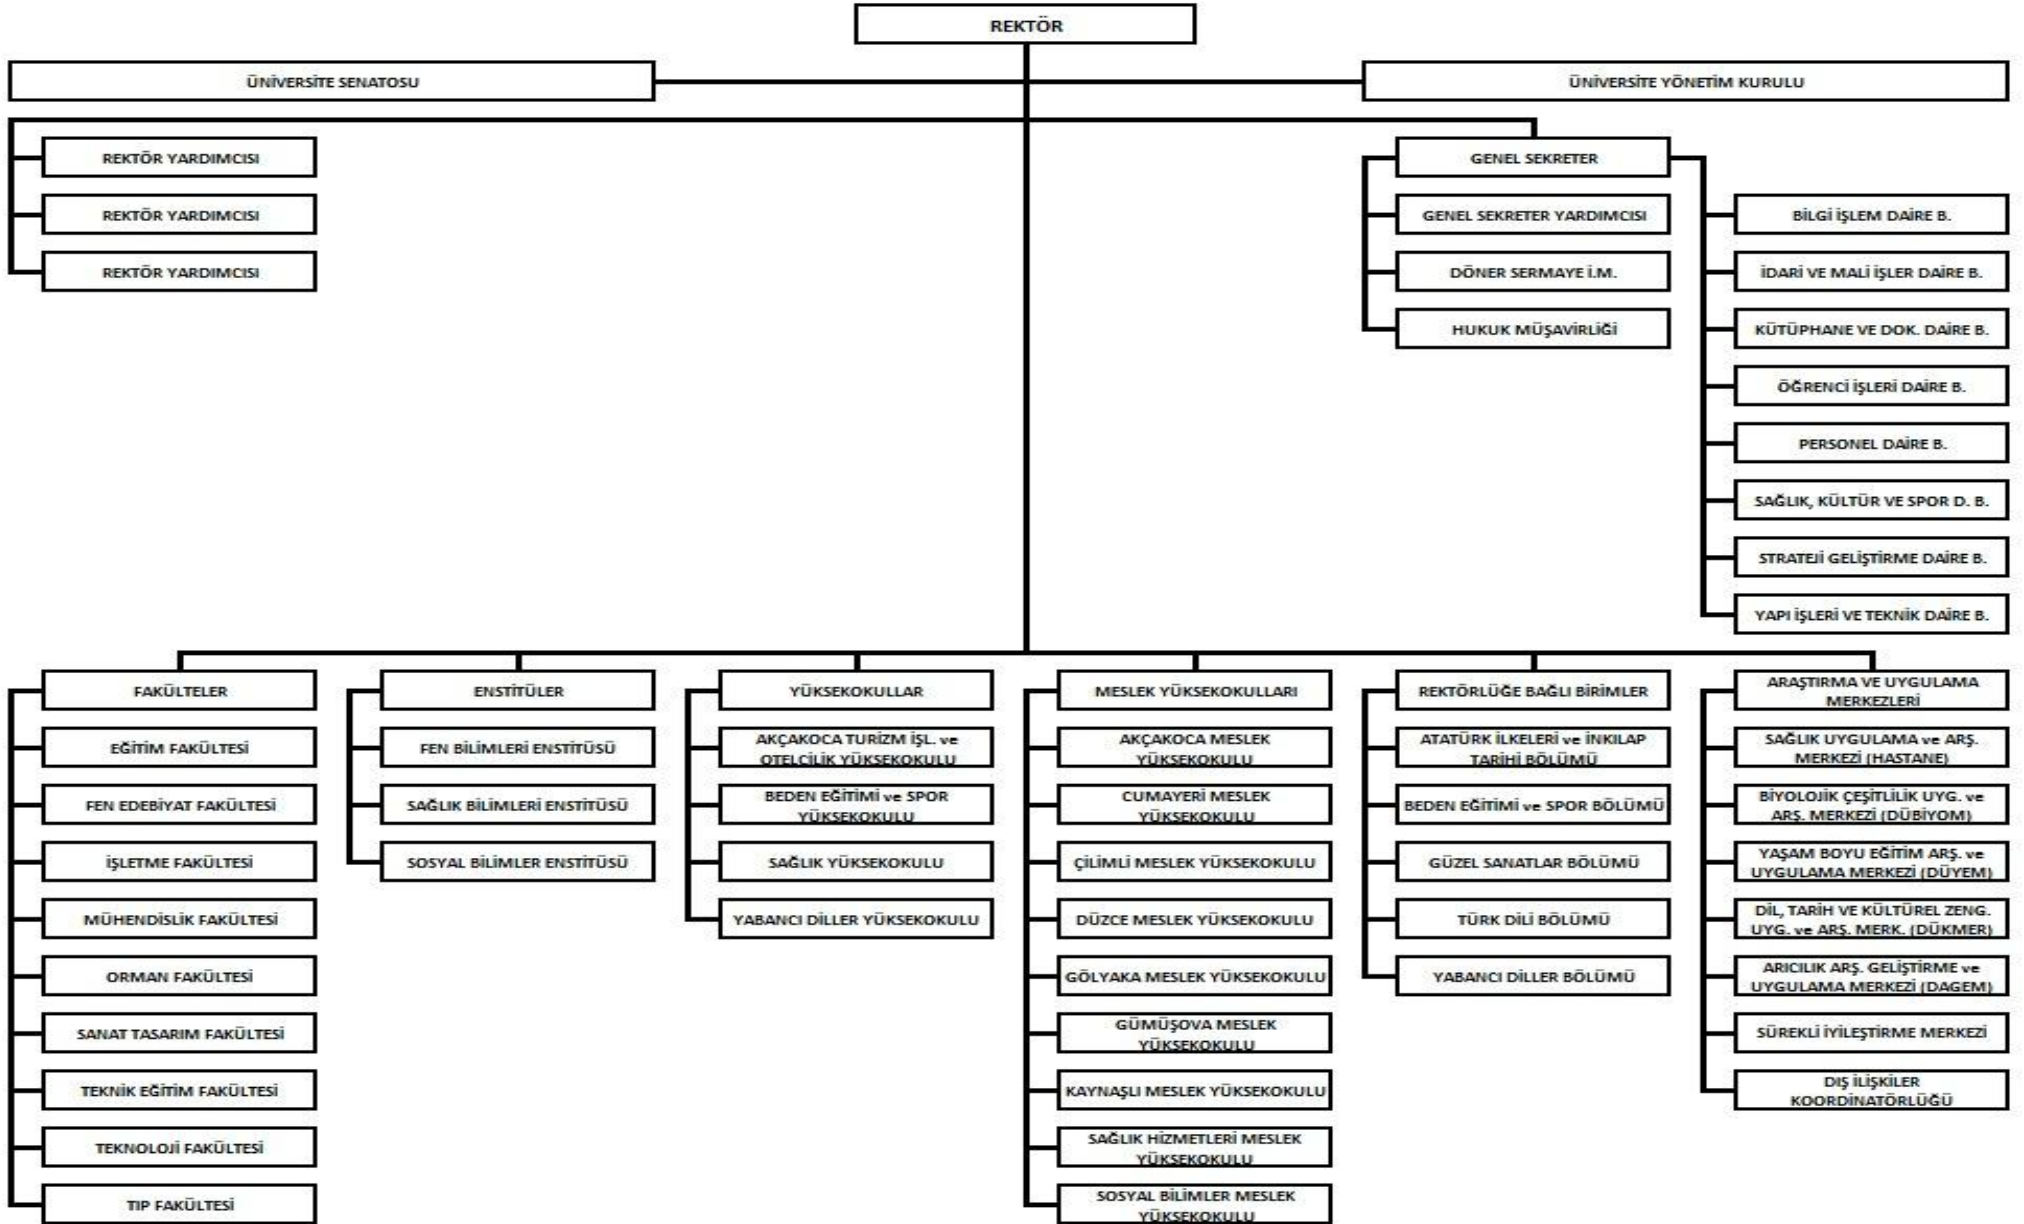 REKTÖR
ÜNİVERSİTE SENATOSU
ÜNİVERSİTE YÖNETİM KURULU
REKTÖR YARDIMCISI
REKTÖR YARDIMCISI
REKTÖR YARDIMCISI
GENEL SEKRETER
GENEL SEKRETER YARDIMCISI
DÖNER SERMAYE İ.M.
HUKUK MÜŞAVİRLİĞİ
BİLGİ İŞLEM DAİRE B.
İDARİ VE MALİ İŞLER DAİRE B.
KÜTÜPHANE VE DOK. DAİRE B.
ÖĞRENCİ İŞLERİ DAİRE B.
PERSONEL DAİRE B.
SAĞLIK, KÜLTÜR VE SPOR D. B.
STRATEJİ GELİŞTİRME DAİRE B.
YAPI İŞLERİ VE TEKNİK DAİRE B.
FAKÜLTELER
EĞİTİM FAKÜLTESİ
FEN EDEBİYAT FAKÜLTESİ
İŞLETME FAKÜLTESİ
MÜHENDİSLİK FAKÜLTESİ
ORMAN FAKÜLTESİ
SANAT TASARIM FAKÜLTESİ
TEKNİK EĞİTİM FAKÜLTESİ
TEKNOLOJİ FAKÜLTESİ
TIP FAKÜLTESİ
ENSTİTÜLER
FEN BİLİMLERİ ENSTİTÜSÜ
SAĞLIK BİLİMLERİ ENSTİTÜSÜ
SOSYAL BİLİMLER ENSTİTÜSÜ
YÜKSEKOKULLAR
AKÇAKOCA TURİZM İŞL. ve
OTELCİLİK YÜKSEKOKULU
BEDEN EĞİTİMİ ve SPOR
YÜKSEKOKULU
SAĞLIK YÜKSEKOKULU
YABANCI DİLLER YÜKSEKOKULU
MESLEK YÜKSEKOKULLARI
AKÇAKOCA MESLEK
YÜKSEKOKULU
CUMAYERİ MESLEK
YÜKSEKOKULU
ÇİLİMLİ MESLEK YÜKSEKOKULU
DÜZCE MESLEK YÜKSEKOKULU
GÖLYAKA MESLEK YÜKSEKOKULU
GÜMÜŞOVA MESLEK
YÜKSEKOKULU
KAYNAŞLI MESLEK YÜKSEKOKULU
SAĞLIK HİZMETLERİ MESLEK
YÜKSEKOKULU
SOSYAL BİLİMLER MESLEK
YÜKSEKOKULU
REKTÖRLÜĞE BAĞLI BİRİMLER
ATATÜRK İLKELERİ ve İNKILAP
TARİHİ BÖLÜMÜ
BEDEN EĞİTİMİ ve SPOR BÖLÜMÜ
GÜZEL SANATLAR BÖLÜMÜ
TÜRK DİLİ BÖLÜMÜ
YABANCI DİLLER BÖLÜMÜ
ARAŞTIRMA VE UYGULAMA
MERKEZLERİ
SAĞLIK UYGULAMA ve ARŞ.
MERKEZİ (HASTANE)
BİYOLOJİK ÇEŞİTLİLİK UYG. ve
ARŞ. MERKEZİ (DÜBİYOM)
YAŞAM BOYU EĞİTİM ARŞ. ve
UYGULAMA MERKEZİ (DÜYEM)
DİL, TARİH VE KÜLTÜREL ZENG.
UYG. ve ARŞ. MERK. (DÜKMER)
ARICILIK ARŞ. GELİŞTİRME ve
UYGULAMA MERKEZİ (DAGEM)
SÜREKLİ İYİLEŞTİRME MERKEZİ
DIŞ İLİŞKİLER
KOORDİNATÖRLÜĞÜ